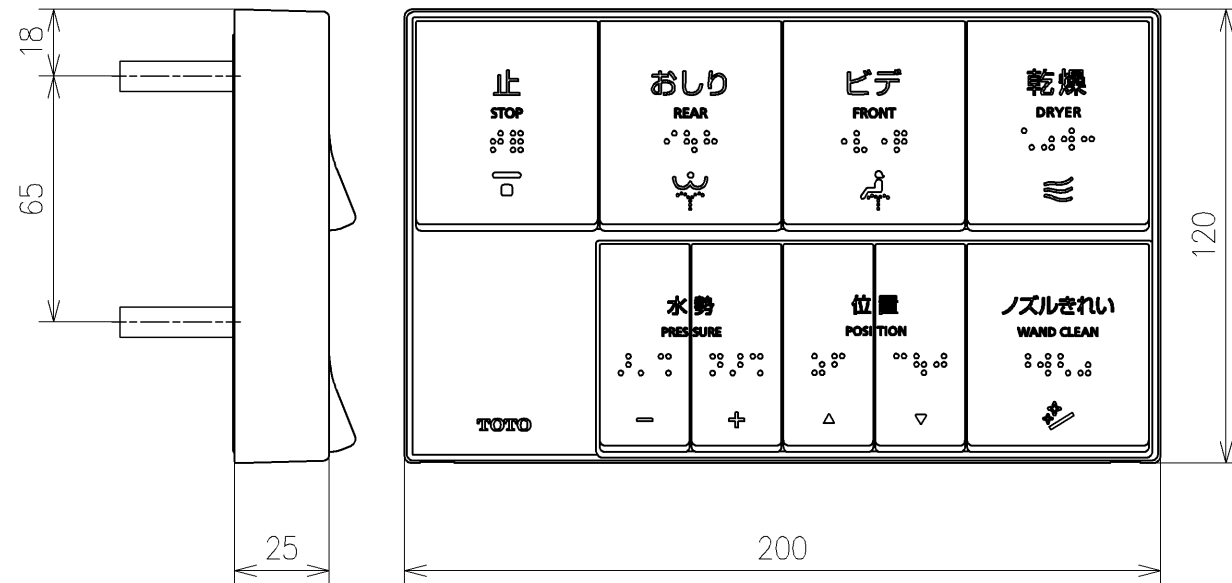 止 おしり ビデ 乾燥
STOP REAR FRONT DRYER
水勢 位置 ノズルきれい
PRESSURE POSITION WAND CLEAN
− +
TOTO
18
65
25
200
120